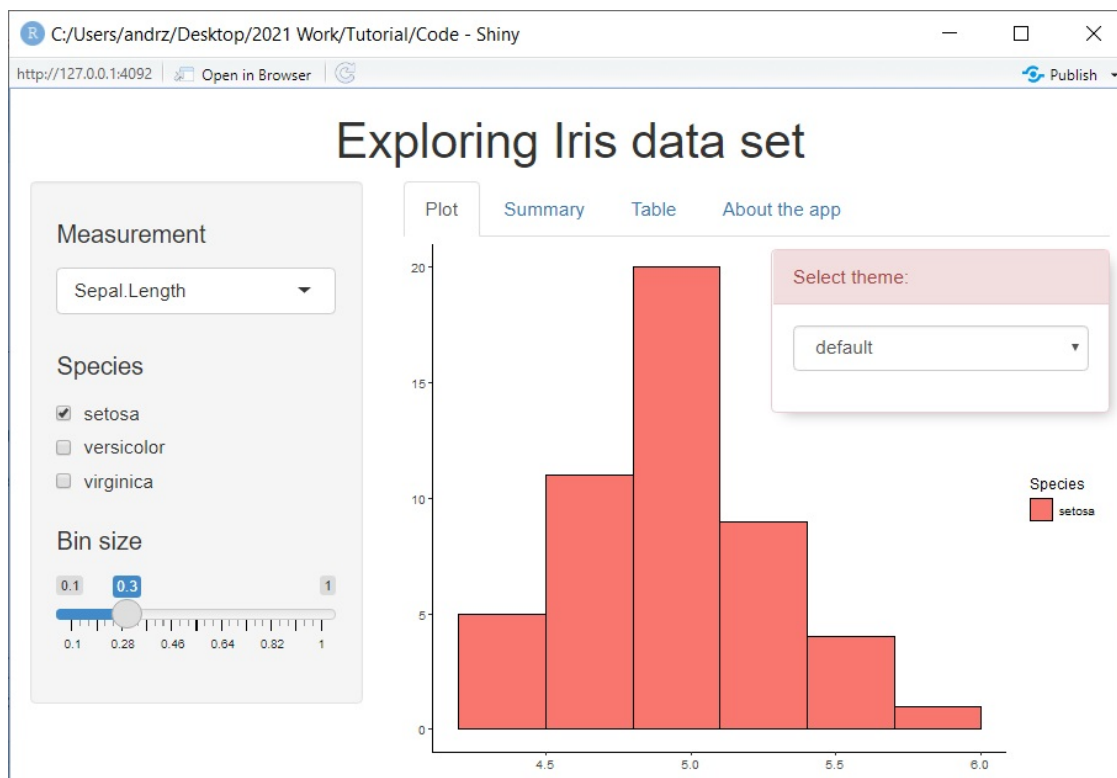 R C:/Users/andrz/Desktop/2021 Work/Tutorial/Code - Shiny
http://127.0.0.1:4092 Open in Browser Publish
Exploring Iris data set
Measurement
Sepal.Length
Species
setosa
versicolor
virginica
Bin size
0.1 0.3 1
0.1 0.28 0.46 0.64 0.82 1
Plot Summary Table About the app
Select theme:
default
20
15
10
5
0
4.5 5.0 5.5 6.0
Species
setosa